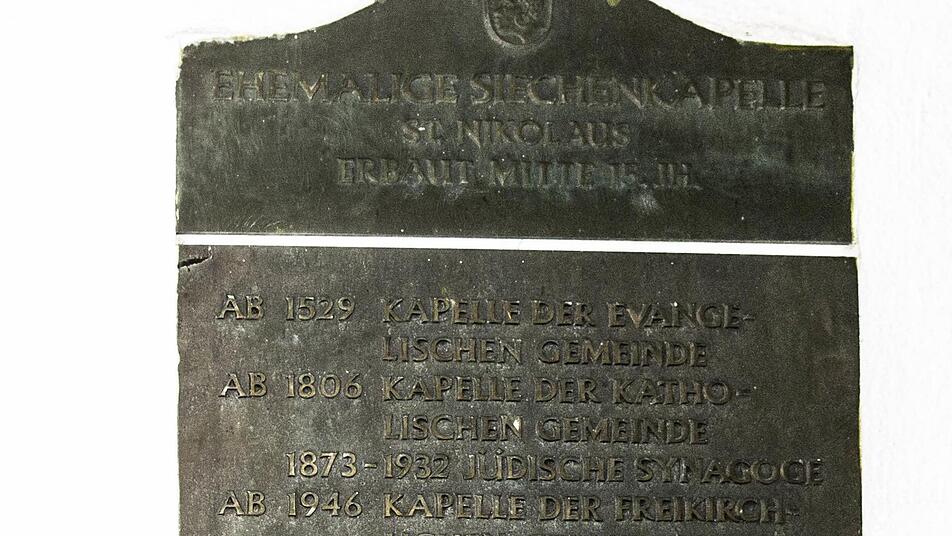 EHEMALIGE SIECHENKAPELLE
ST. NIKOLAUS
ERBAUT MITTE 15. JH.
AB 1529 KAPELLE DER EVANGE-
LISCHEN GEMEINDE
AB 1806 KAPELLE DER KATHO-
LISCHEN GEMEINDE
1873-1932 JÜDISCHE SYNAGOGE
AB 1946 KAPELLE DER FREIKIRCH-